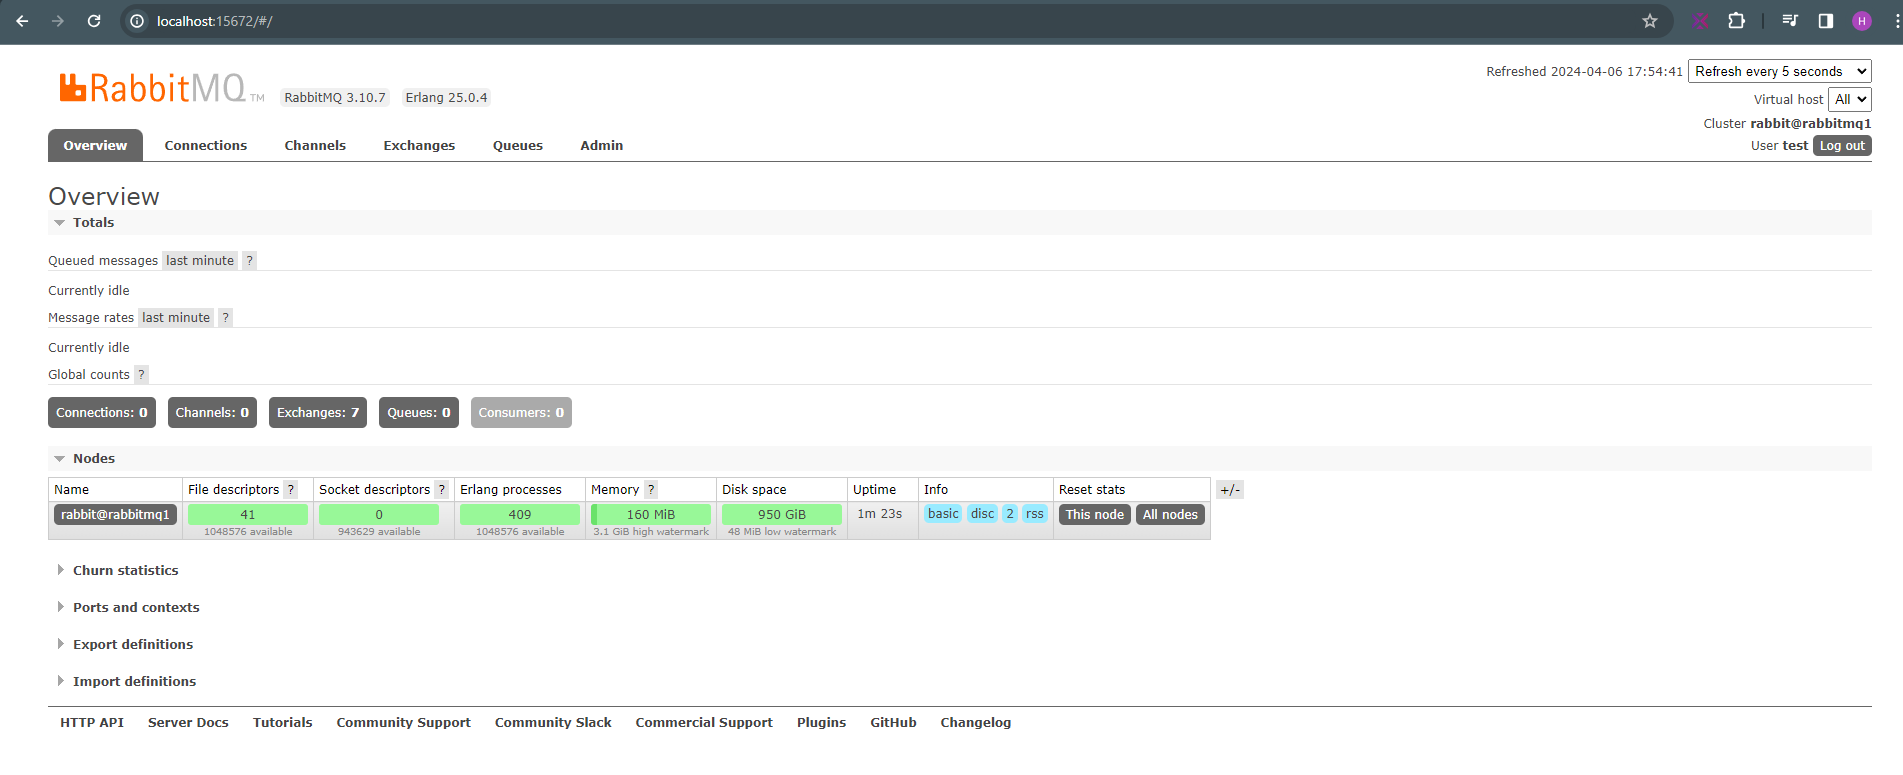 localhost:15672/#/
H
RabbitMQ TM RabbitMQ 3.10.7 Erlang 25.0.4
Refreshed 2024-04-06 17:54:41 Refresh every 5 seconds
Virtual host All
Cluster rabbit@rabbitmq1
User test Log out
Overview Connections Channels Exchanges Queues Admin
Overview
Totals
Queued messages last minute ?
Currently idle
Message rates last minute ?
Currently idle
Global counts ?
Connections: 0 Channels: 0 Exchanges: 7 Queues: 0 Consumers: 0
Nodes
Name File descriptors ? Socket descriptors ? Erlang processes Memory ? Disk space Uptime Info Reset stats +/-
rabbit@rabbitmq1 41 0 409 160 MiB 950 GiB 1m 23s basic disc 2 rss This node All nodes
1048576 available 943629 available 1048576 available 3.1 GiB high watermark 48 MiB low watermark
Churn statistics
Ports and contexts
Export definitions
Import definitions
HTTP API Server Docs Tutorials Community Support Community Slack Commercial Support Plugins GitHub Changelog